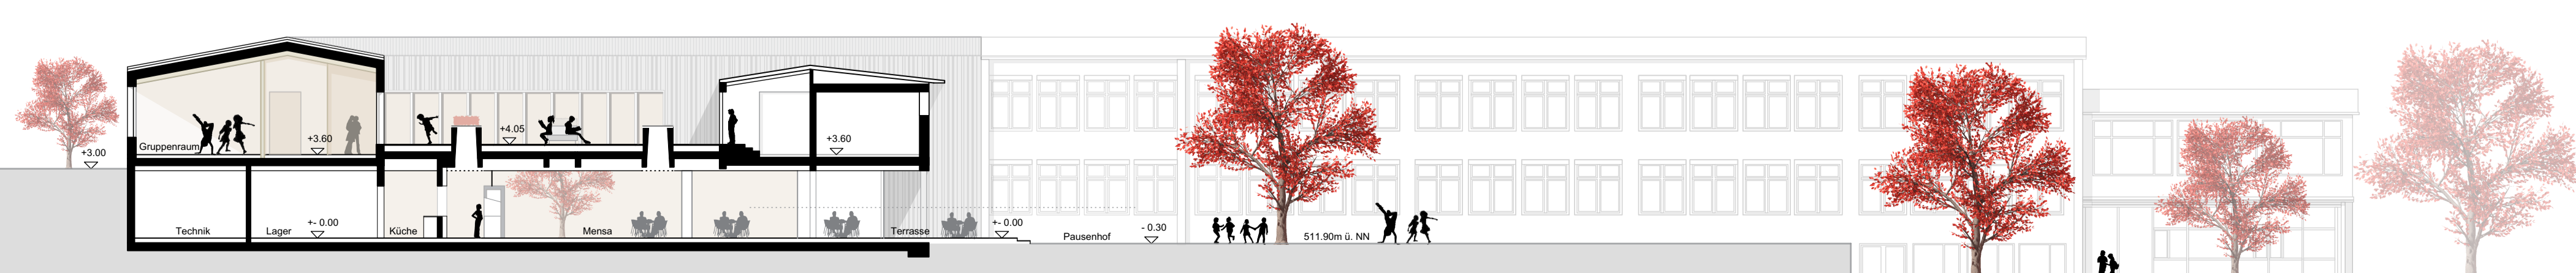 +3.00
Gruppenraum
+3.60
+4.05
+3.60
Technik
Lager
+- 0.00
Küche
Mensa
Terrasse
+- 0.00
Pausenhof
- 0.30
511.90m ü. NN